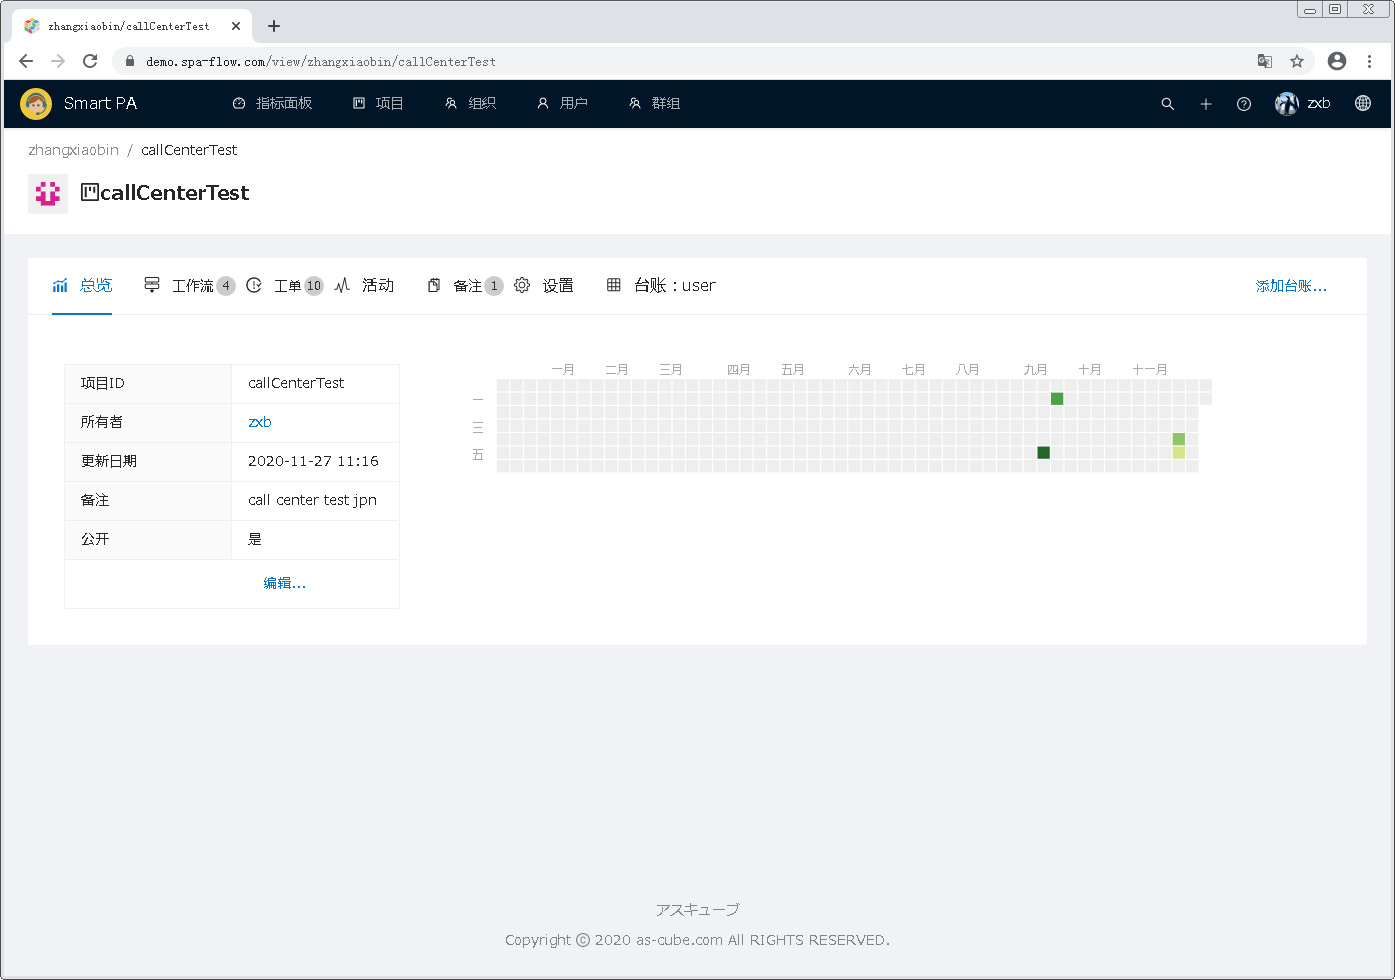 zhangxiaobin/callCenterTest
demo.spa-flow.com/view/zhangxiaobin/callCenterTest
Smart PA 指标面板 项目 组织 用户 群组 zxb
zhangxiaobin / callCenterTest
callCenterTest
总览 工作流 4 工单 10 活动 备注 1 设置 台账：user 添加台账...
一月 二月 三月 四月 五月 六月 七月 八月 九月 十月 十一月
一
三
五
项目ID callCenterTest
所有者 zxb
更新日期 2020-11-27 11:16
备注 call center test jpn
公开 是
编辑...
アスキューブ
Copyright © 2020 as-cube.com All RIGHTS RESERVED.